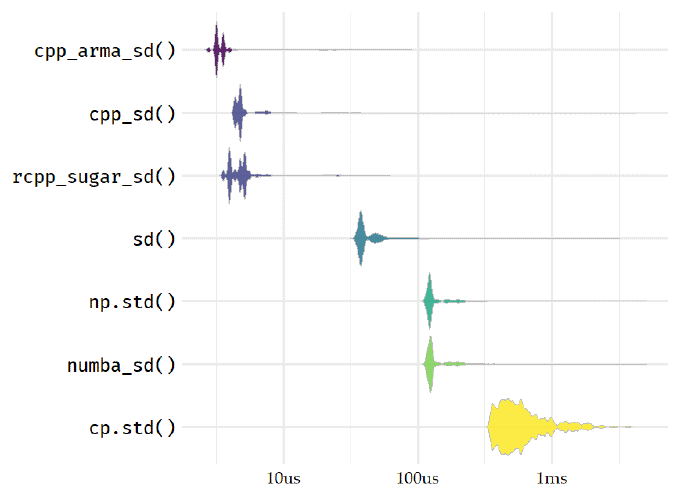 cpp_arma_sd()
cpp_sd()
rcpp_sugar_sd()
sd()
np.std()
numba_sd()
cp.std()
10us 100us 1ms